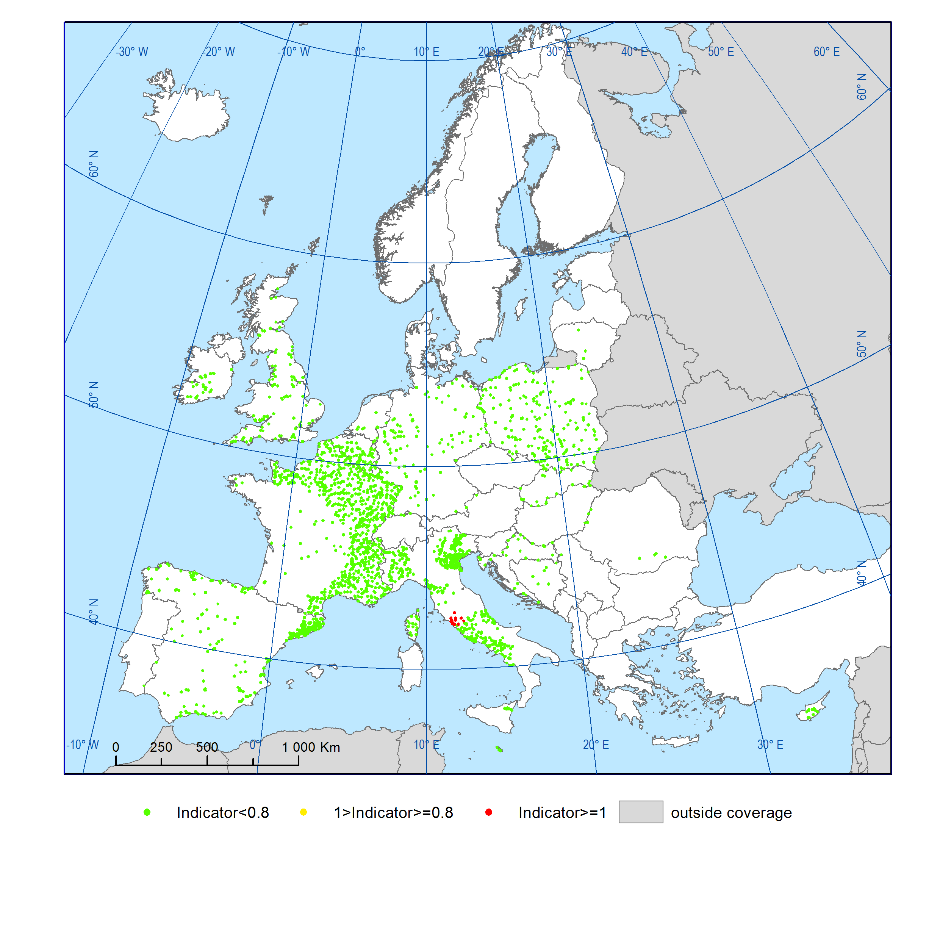 -30° W -20° W -10° W 0° 10° E 20° E 30° E 40° E 50° E 60° E
60° N
60° N
50° N
50° N
40° N
40° N
-10° W 0° 10° E 20° E 30° E
0 250 500 1 000 Km
Indicator<0.8 1>Indicator>=0.8 Indicator>=1 outside coverage